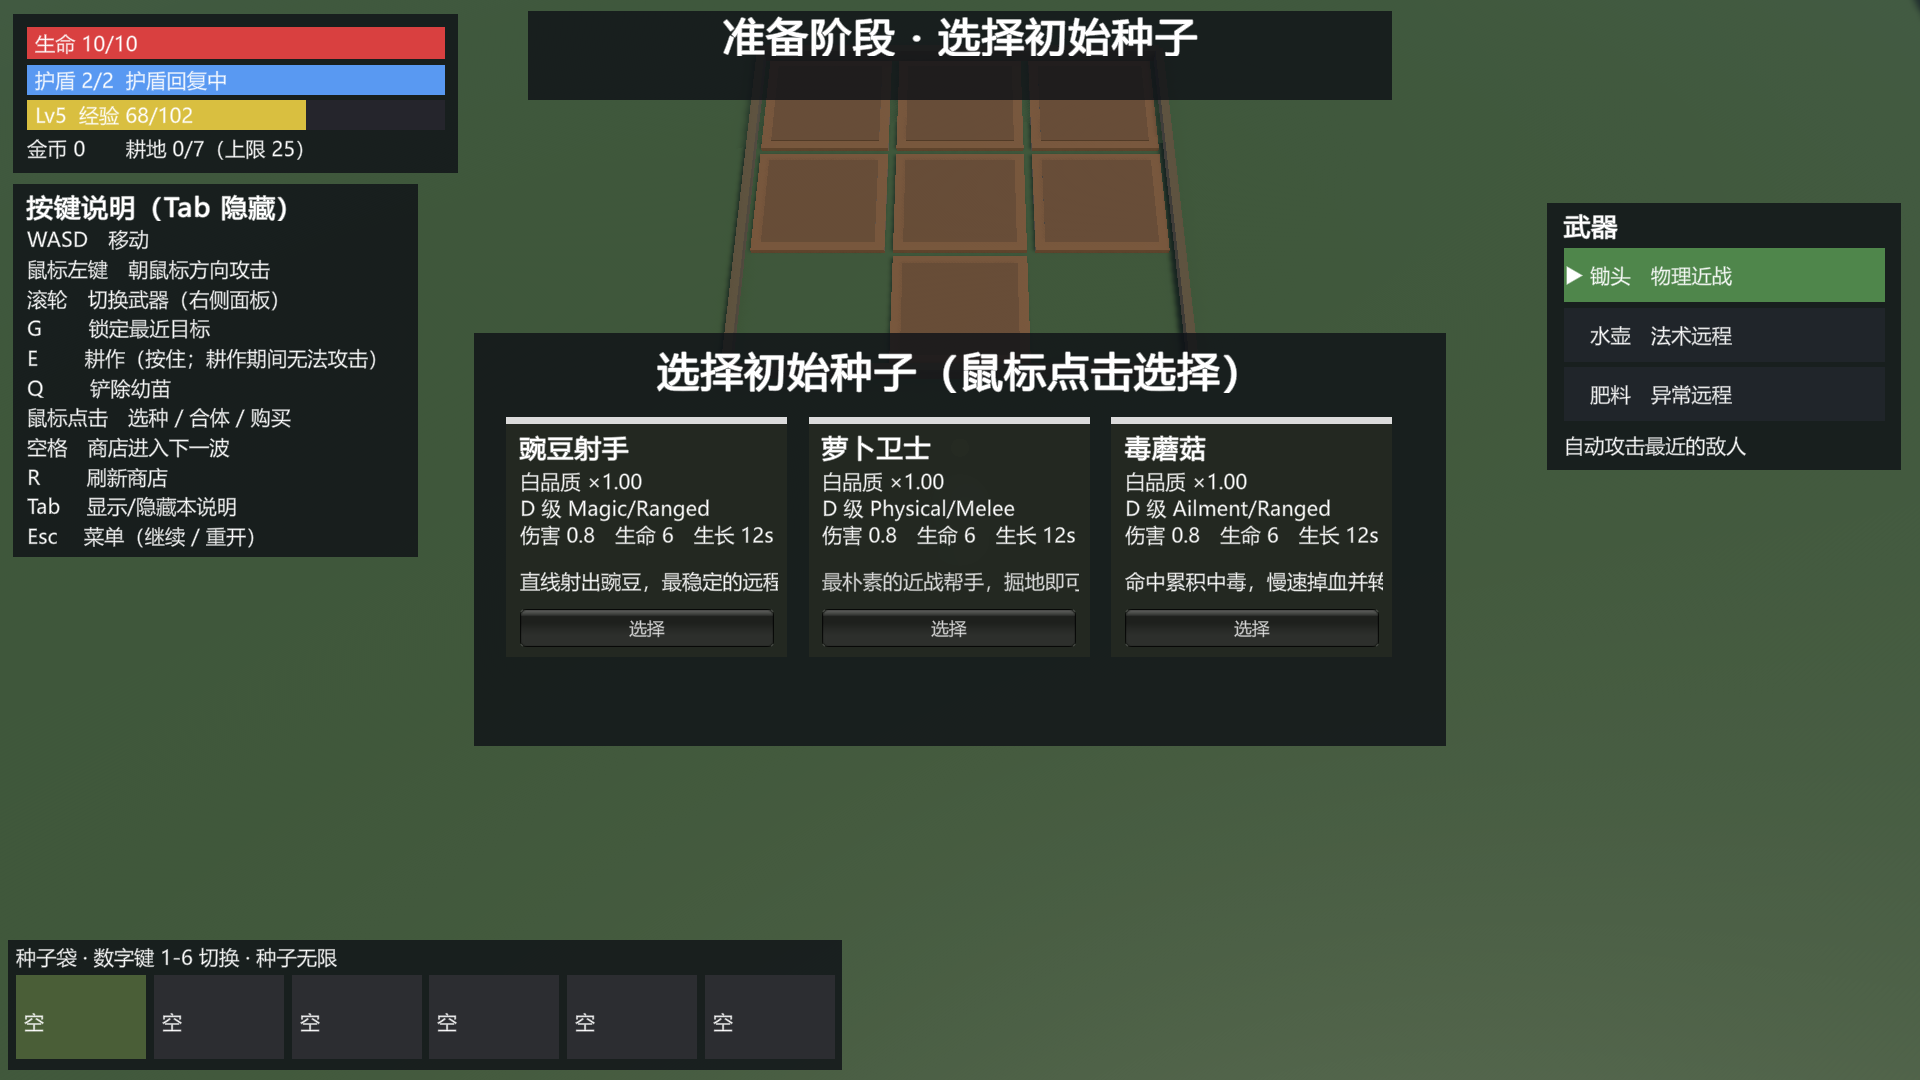 生命 10/10
护盾 2/2 护盾回复中
Lv5 经验 68/102
金币 0 耕地 0/7（上限 25）
准备阶段 · 选择初始种子
按键说明（Tab 隐藏）
WASD 移动
鼠标左键 朝鼠标方向攻击
滚轮 切换武器（右侧面板）
G 锁定最近目标
E 耕作（按住；耕作期间无法攻击）
Q 铲除幼苗
鼠标点击 选种 / 合体 / 购买
空格 商店进入下一波
R 刷新商店
Tab 显示/隐藏本说明
Esc 菜单（继续 / 重开）
武器
▶ 锄头 物理近战
水壶 法术远程
肥料 异常远程
自动攻击最近的敌人
选择初始种子（鼠标点击选择）
豌豆射手
白品质 ×1.00
D 级 Magic/Ranged
伤害 0.8 生命 6 生长 12s
直线射出豌豆，最稳定的远程
选择
萝卜卫士
白品质 ×1.00
D 级 Physical/Melee
伤害 0.8 生命 6 生长 12s
最朴素的近战帮手，掘地即可
选择
毒蘑菇
白品质 ×1.00
D 级 Ailment/Ranged
伤害 0.8 生命 6 生长 12s
命中累积中毒，慢速掉血并转
选择
种子袋 · 数字键 1-6 切换 · 种子无限
空 空 空 空 空 空